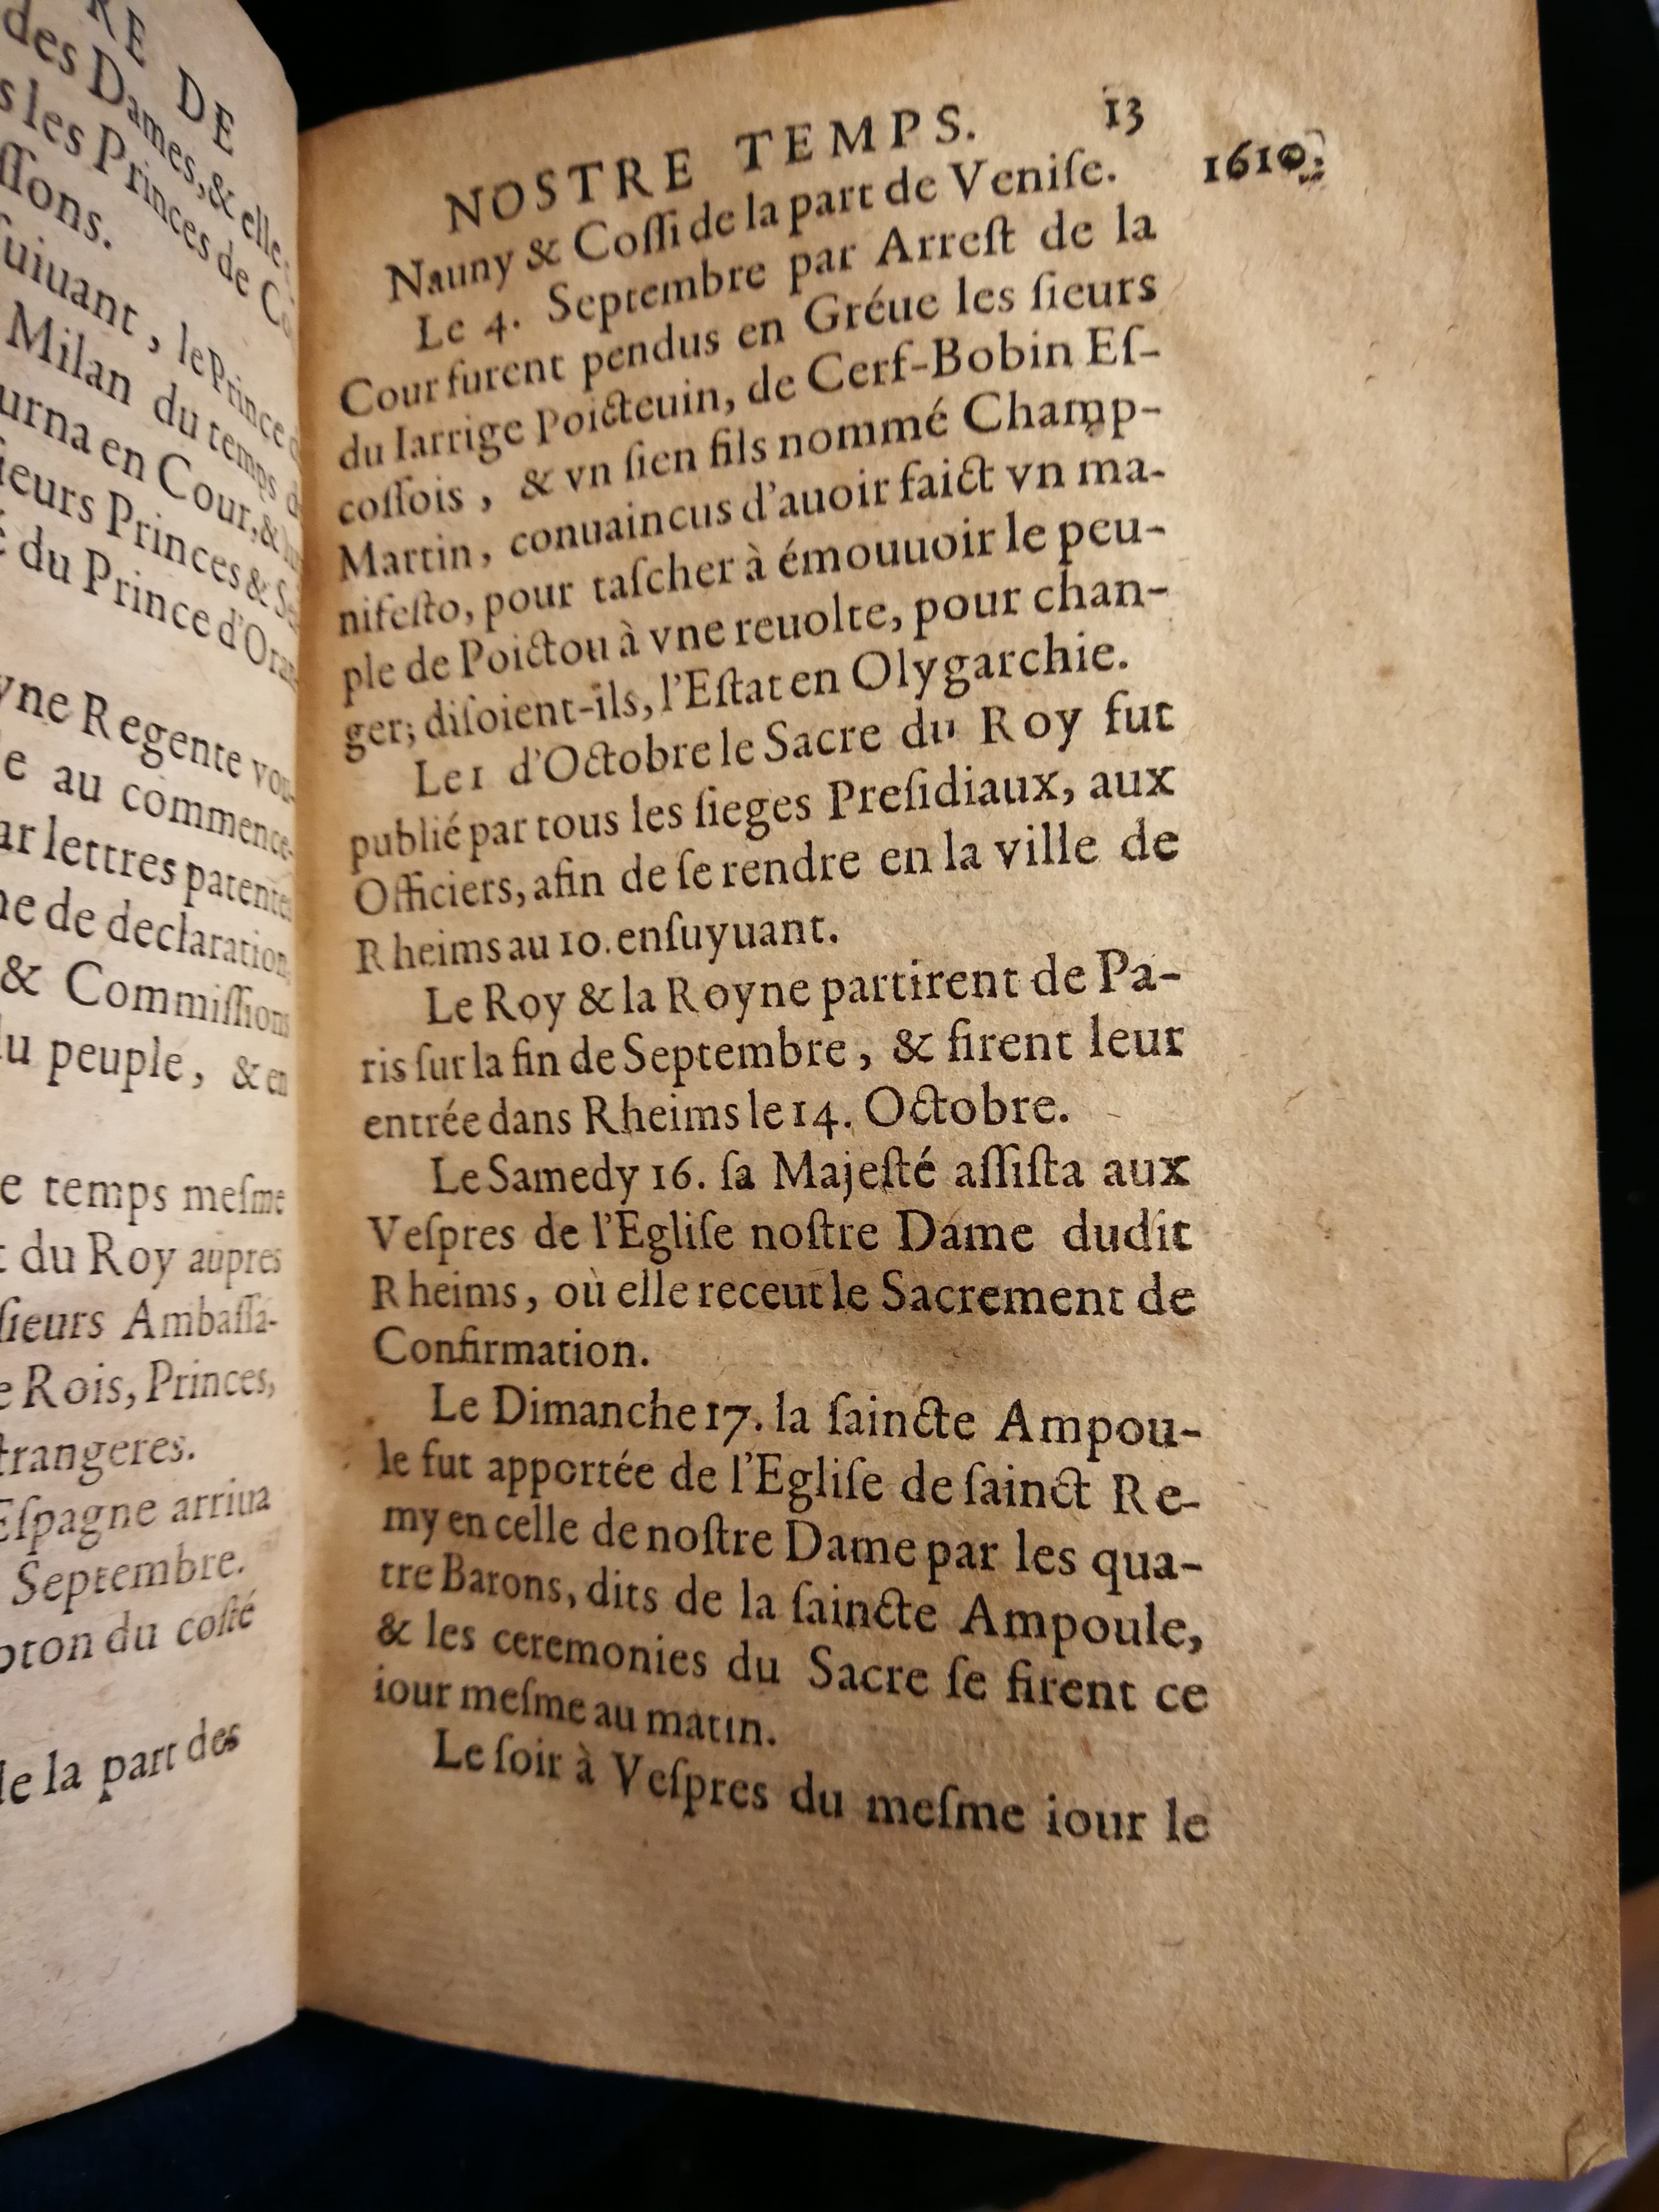 RE DE
des Dames, & elle
s les Princes de
ſſons.
ſuiuant, le Prince
Milan du temps
urna en Cour, &
ieurs Princes &
du Prince d'Oran
yne Regente vou-
e au commence-
ar lettres patentes
ne de declaration
& Commiſſions
u peuple, & en
e temps meſme
t du Roy aupres
ſieurs Ambaſſa-
e Rois, Princes,
trangeres.
Eſpagne arriua
Septembre.
oton du coſté
de la part des
NOSTRE TEMPS. 13
1610.
Nauny & Coſſi de la part de Veniſe.
Le 4. Septembre par Arreſt de la
Cour furent pendus en Gréue les ſieurs
du Iarrige Poicteuin, de Cerf-Bobin Eſ-
coſſois, & vn ſien fils nommé Champ-
Martin, conuaincus d'auoir faict vn ma-
nifeſto, pour taſcher à émouuoir le peu-
ple de Poictou à vne reuolte, pour chan-
ger; diſoient-ils, l'Eſtat en Olygarchie.
Le 1 d'Octobre le Sacre du Roy fut
publié par tous les ſieges Preſidiaux, aux
Officiers, afin de ſe rendre en la ville de
Rheims au 10. enſuyuant.
Le Roy & la Royne partirent de Pa-
ris ſur la fin de Septembre, & firent leur
entrée dans Rheims le 14. Octobre.
Le Samedy 16. ſa Majeſté aſſiſta aux
Veſpres de l'Egliſe noſtre Dame dudit
Rheims, où elle receut le Sacrement de
Confirmation.
Le Dimanche 17. la ſaincte Ampou-
le fut apportée de l'Egliſe de ſainct Re-
my en celle de noſtre Dame par les qua-
tre Barons, dits de la ſaincte Ampoule,
& les ceremonies du Sacre ſe firent ce
iour meſme au matin.
Le ſoir à Veſpres du meſme iour le